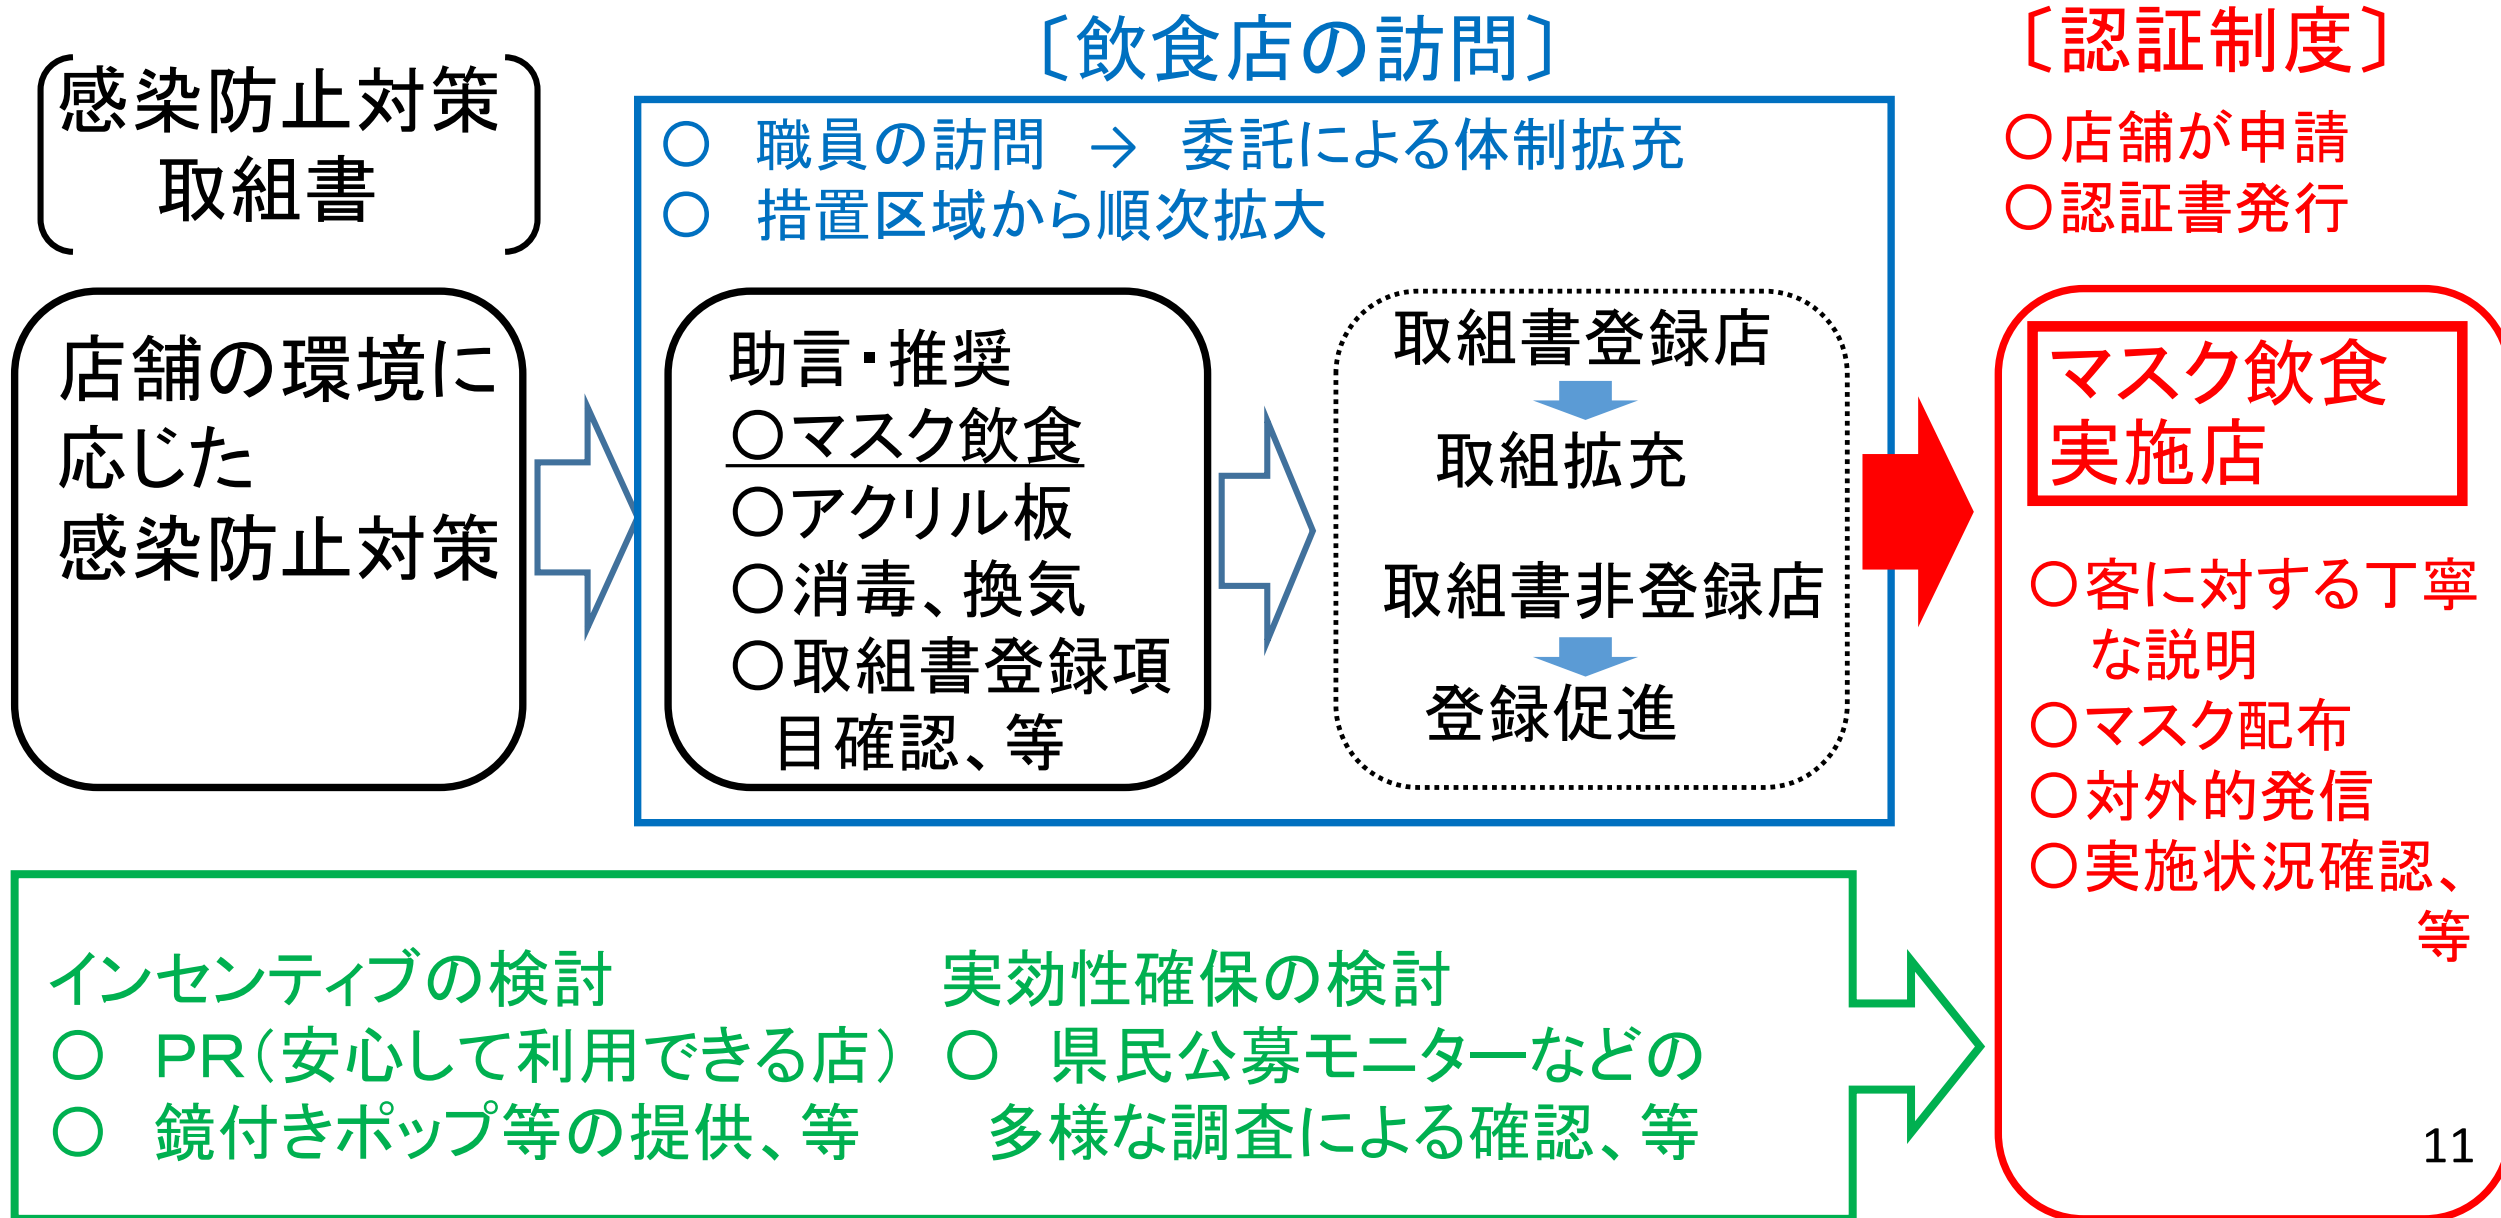 感染防止対策
取組書
店舗の環境に
応じた
感染防止対策
〔飲食店の訪問〕
○ 職員の訪問 → 委託による体制拡充
○ 措置区域から順次拡大
助言・推奨
○マスク飲食
○アクリル板
○消毒、換気
○取組書登録項
目確認、等
取組書発掲店
取組拡充
取組書非登録店
登録促進
〔認証制度〕
○店舗が申請
○認証書発行
マスク飲食
実施店
○客に対する丁寧
な説明
○マスク配布
○対外的発信
○実施状況確認、
等
インセンティブの検討
○ PR(安心して利用できる店)
○ 鎖付きポップ等の提供、等
実効性確保の検討
○ 県民公募モニターなどの
多様な調査による確認、等
11